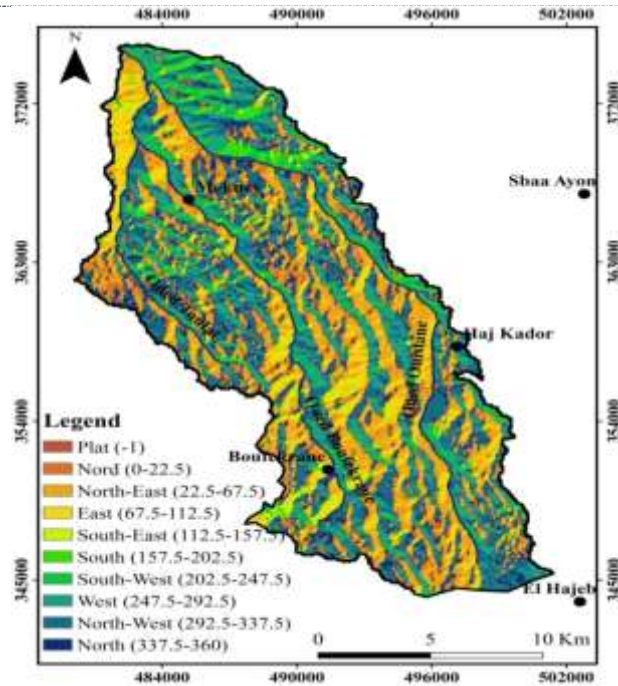 484000 490000 496000 502000
N
372000 372000
Sbaa Ayon
Meknes
363000 363000
Haj Kador
Oued Ouislane
354000 354000
Legend
Plat (-1)
Oued Boufekrane
Nord (0-22.5)
Boufekrane
North-East (22.5-67.5)
East (67.5-112.5)
South-East (112.5-157.5)
South (157.5-202.5)
South-West (202.5-247.5)
345000 345000
West (247.5-292.5)
El Hajeb
North-West (292.5-337.5)
North (337.5-360)
0 5 10 Km
484000 490000 496000 502000